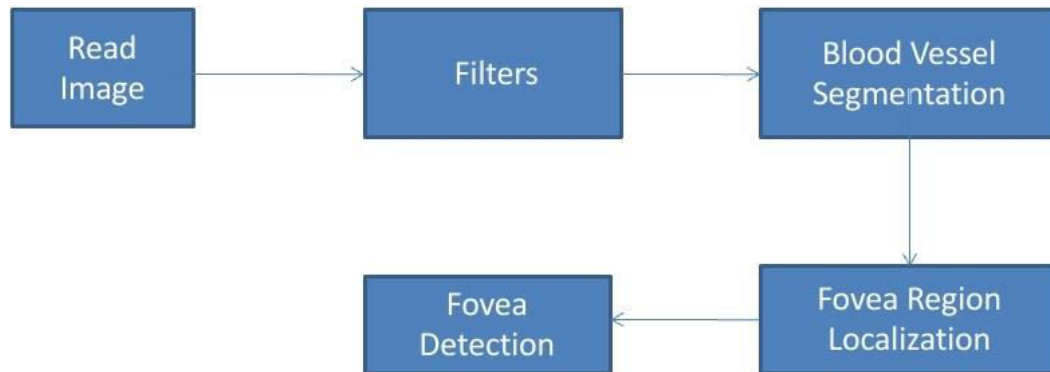 Read
Image
Filters
Blood Vessel
Segmentation
Fovea Region
Localization
Fovea
Detection